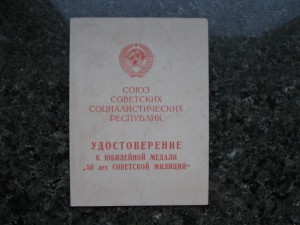 СОЮЗ
СОВЕТСКИХ
СОЦИАЛИСТИЧЕСКИХ
РЕСПУБЛИК
УДОСТОВЕРЕНИЕ
К ЮБИЛЕЙНОЙ МЕДАЛИ
„50 лет СОВЕТСКОЙ МИЛИЦИИ“